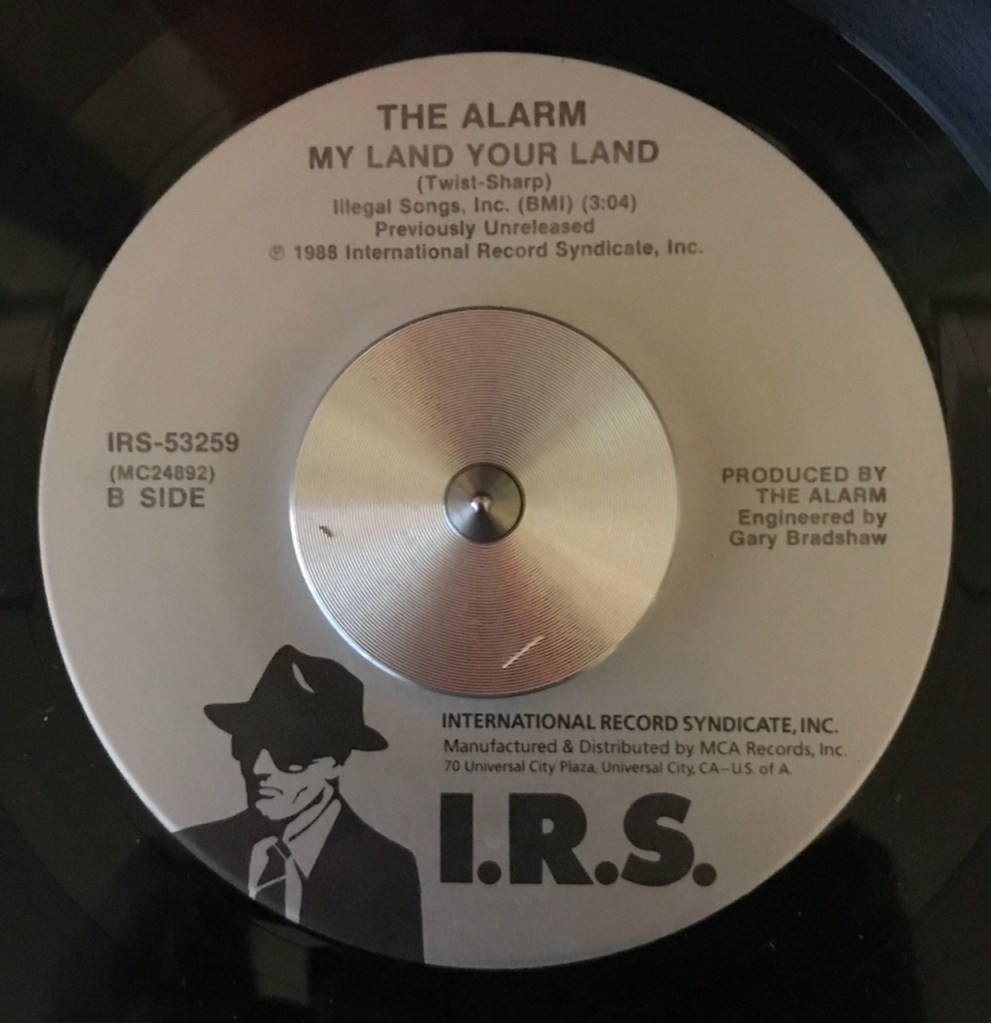 THE ALARM
MY LAND YOUR LAND
(Twist-Sharp)
Illegal Songs, Inc. (BMI) (3:04)
Previously Unreleased
℗ 1988 International Record Syndicate, Inc.
IRS-53259
(MC24892)
B SIDE
PRODUCED BY
THE ALARM
Engineered by
Gary Bradshaw
INTERNATIONAL RECORD SYNDICATE, INC.
Manufactured & Distributed by MCA Records, Inc.
70 Universal City Plaza, Universal City, CA–U.S. of A.
I.R.S.